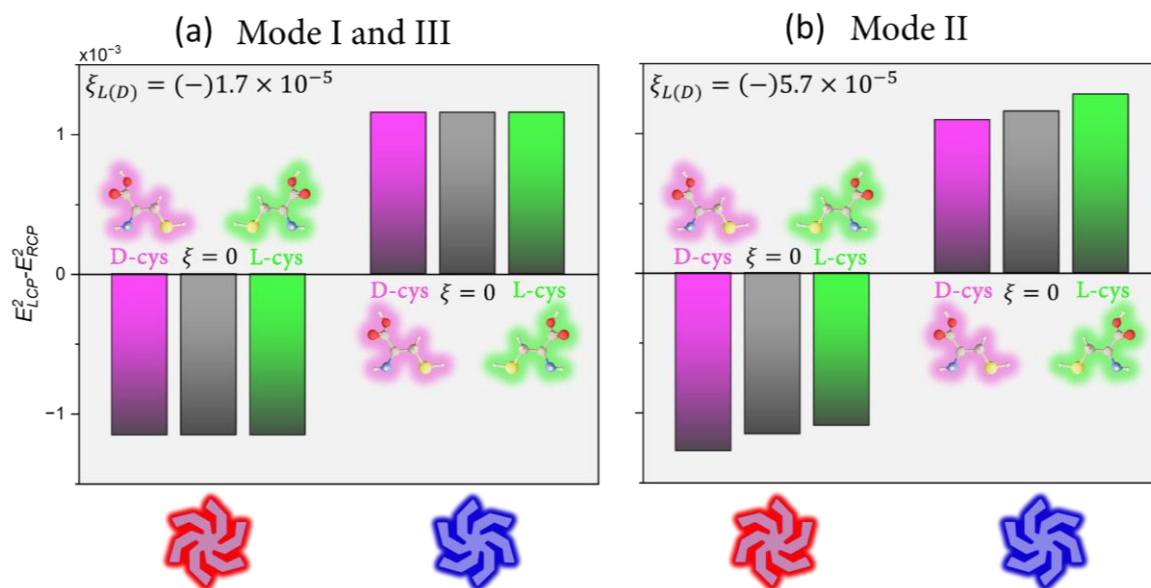 (a) Mode I and III
x10⁻³
ξ_L(D) = (−)1.7 × 10⁻⁵
1
0
−1
E²_LCP-E²_RCP
D-cys ξ = 0 L-cys
D-cys ξ = 0 L-cys
(b) Mode II
ξ_L(D) = (−)5.7 × 10⁻⁵
D-cys ξ = 0 L-cys
D-cys ξ = 0 L-cys